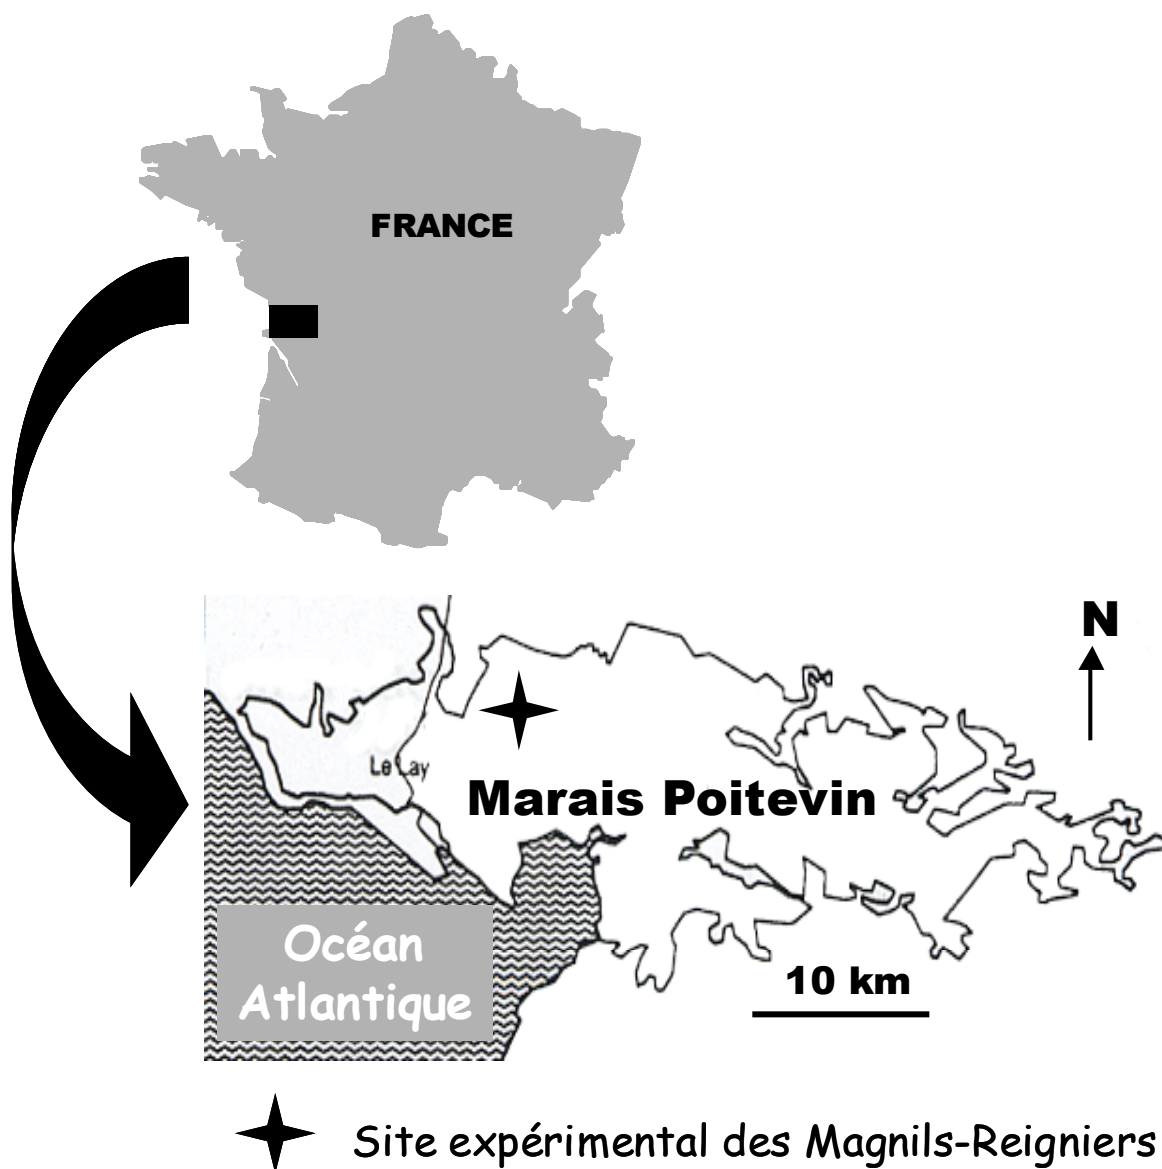 FRANCE
N
Le Lay
Marais Poitevin
Océan
Atlantique
10 km
Site expérimental des Magnils-Reigniers